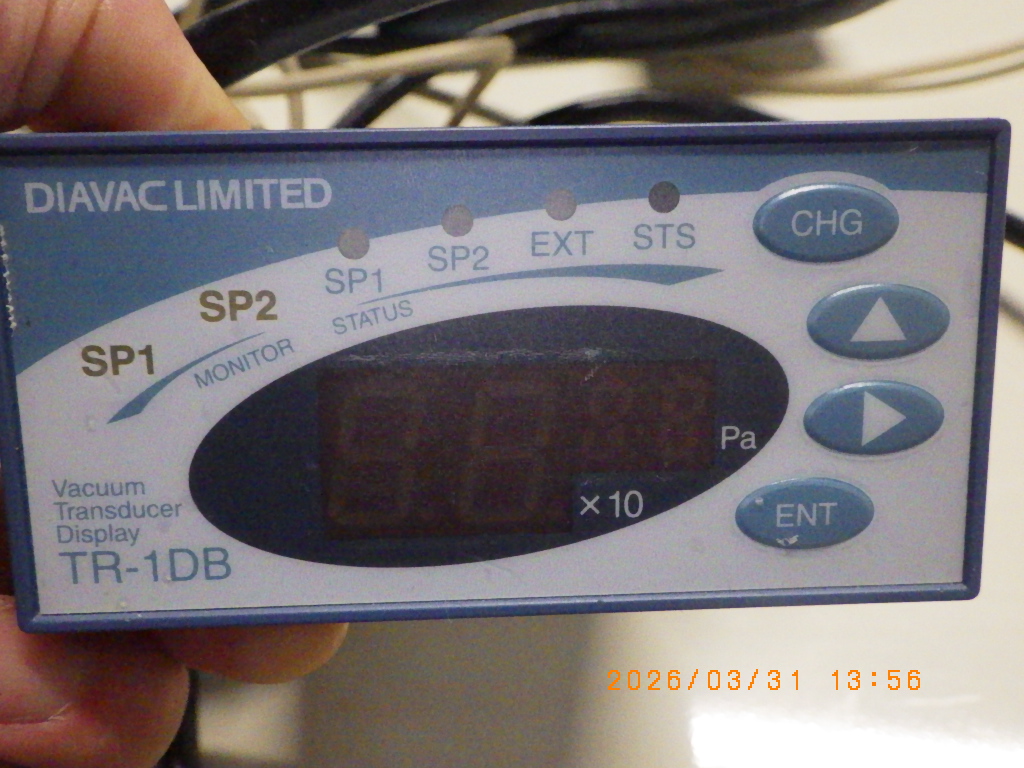 DIAVAC LIMITED
SP1
SP2
MONITOR
SP1
SP2
EXT
STS
STATUS
CHG
Pa
×10
ENT
Vacuum
Transducer
Display
TR-1DB
2026/03/31 13:56